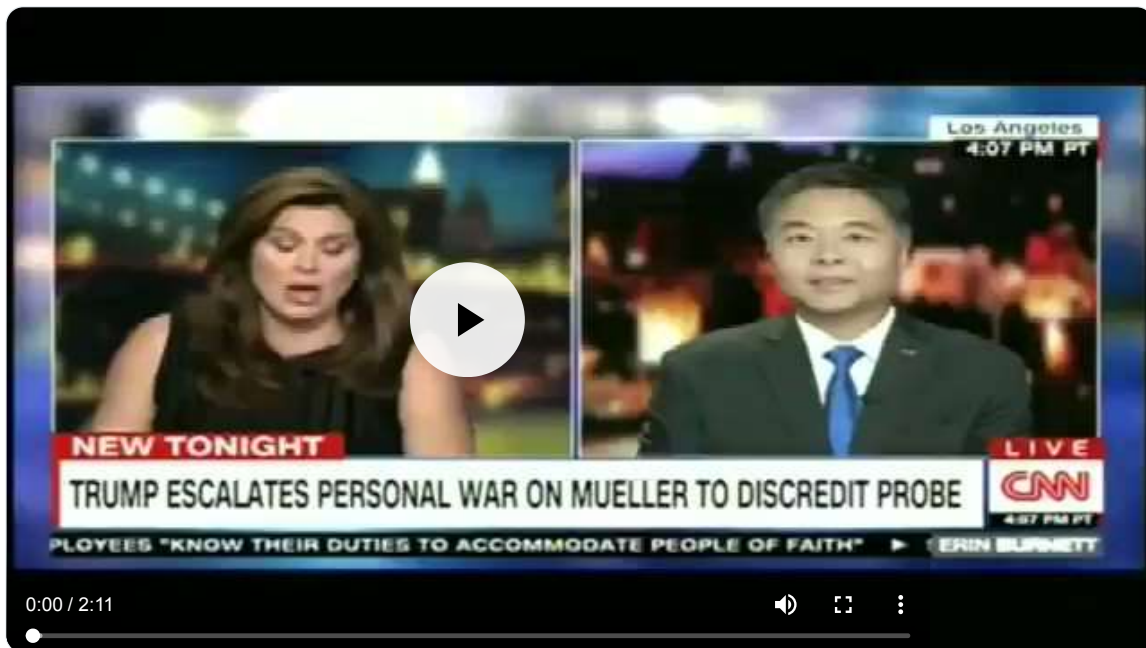 Los Angeles
4:07 PM PT
NEW TONIGHT
LIVE
TRUMP ESCALATES PERSONAL WAR ON MUELLER TO DISCREDIT PROBE
CNN
4:07 PM PT
PLOYEES "KNOW THEIR DUTIES TO ACCOMMODATE PEOPLE OF FAITH"
ERIN BURNETT
0:00 / 2:11